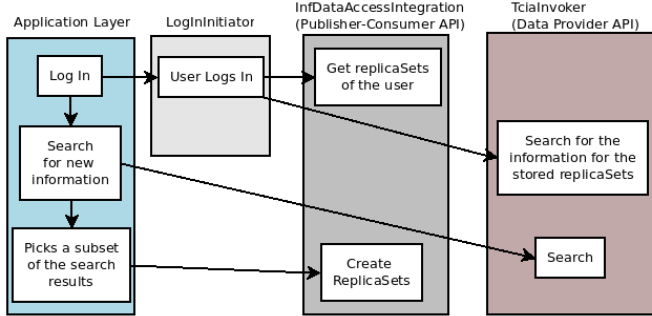 Application Layer
LogInInitiator
InfDataAccessIntegration
(Publisher-Consumer API)
TciaInvoker
(Data Provider API)
Log In
User Logs In
Get replicaSets
of the user
Search
for new
information
Search for the
information for the
stored replicaSets
Picks a subset
of the search
results
Create
ReplicaSets
Search